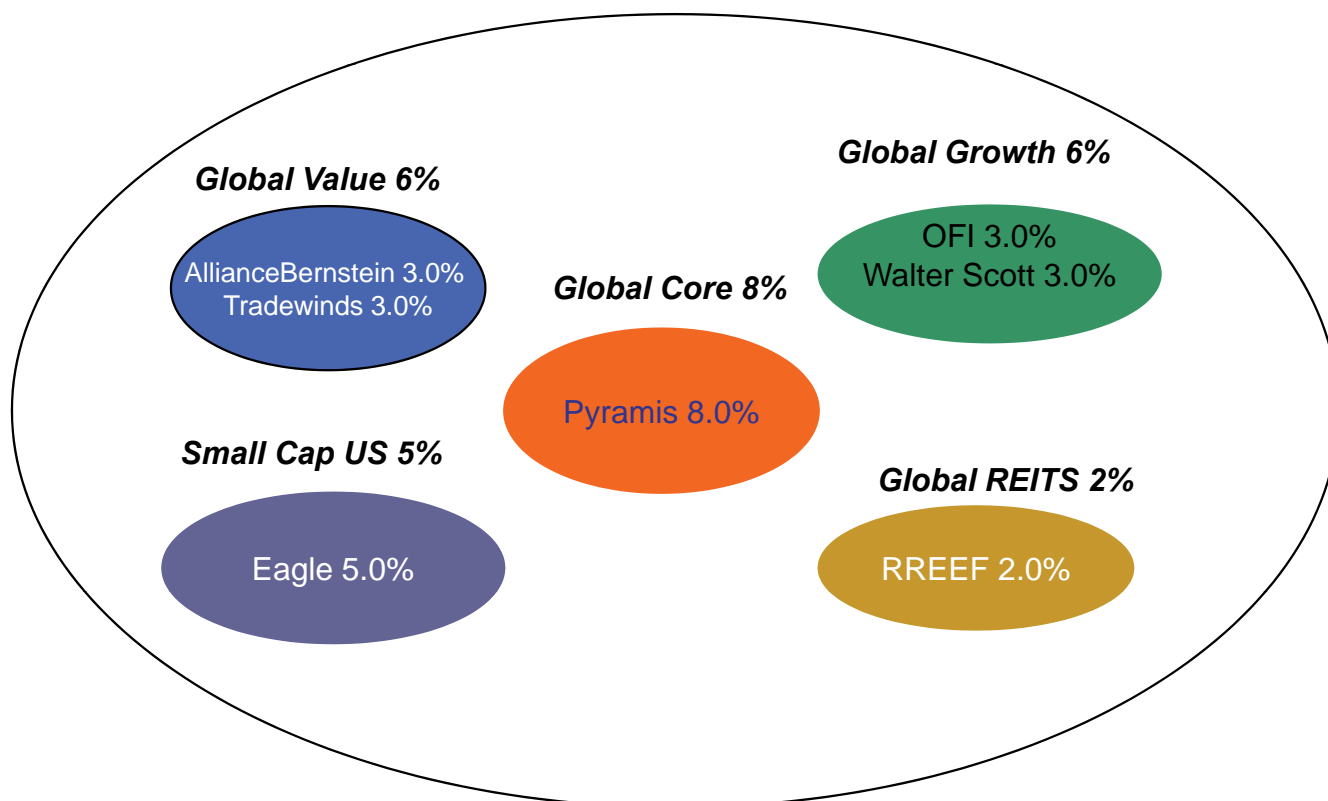 Global Value 6%
AllianceBernstein 3.0%
Tradewinds 3.0%
Global Growth 6%
OFI 3.0%
Walter Scott 3.0%
Global Core 8%
Pyramis 8.0%
Small Cap US 5%
Eagle 5.0%
Global REITS 2%
RREEF 2.0%